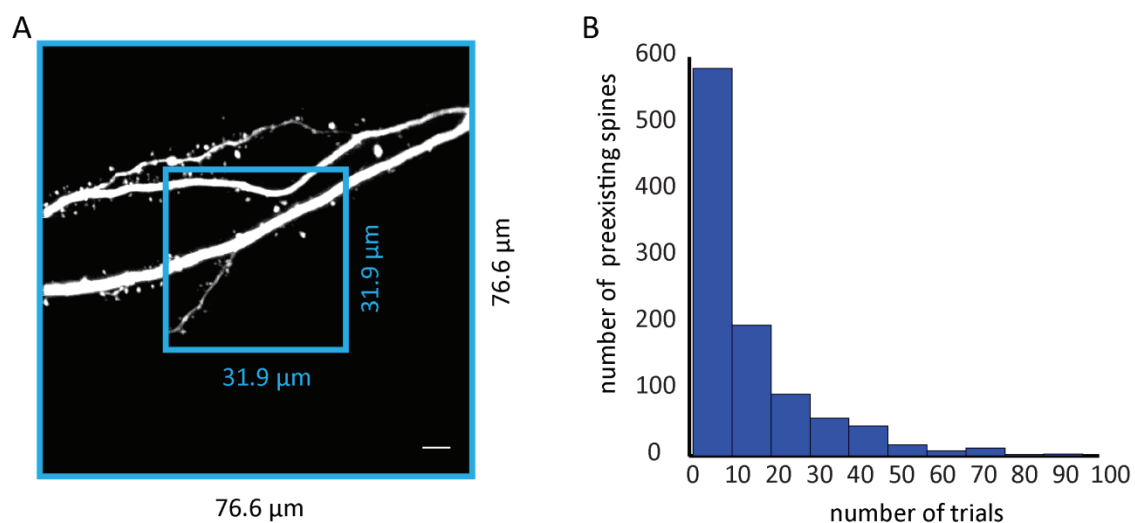 A
31.9 µm
31.9 µm
76.6 µm
76.6 µm
B
number of preexisting spines
600
500
400
300
200
100
0
0 10 20 30 40 50 60 70 80 90 100
number of trials